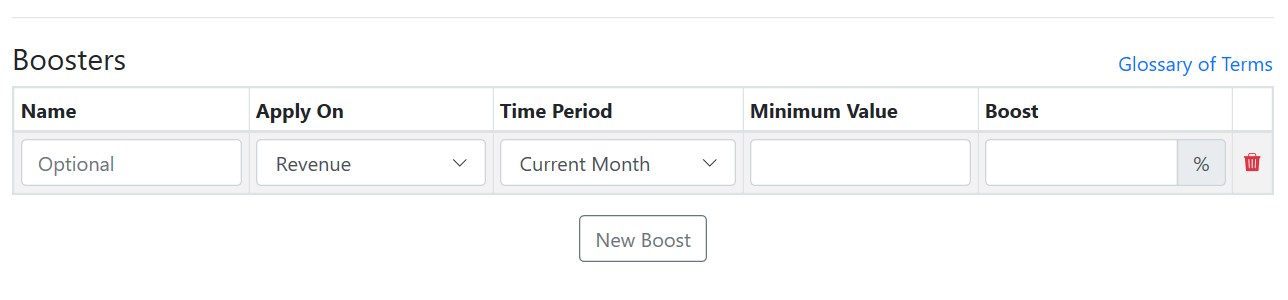 Boosters
Glossary of Terms
Name Apply On Time Period Minimum Value Boost
Optional Revenue Current Month %
New Boost